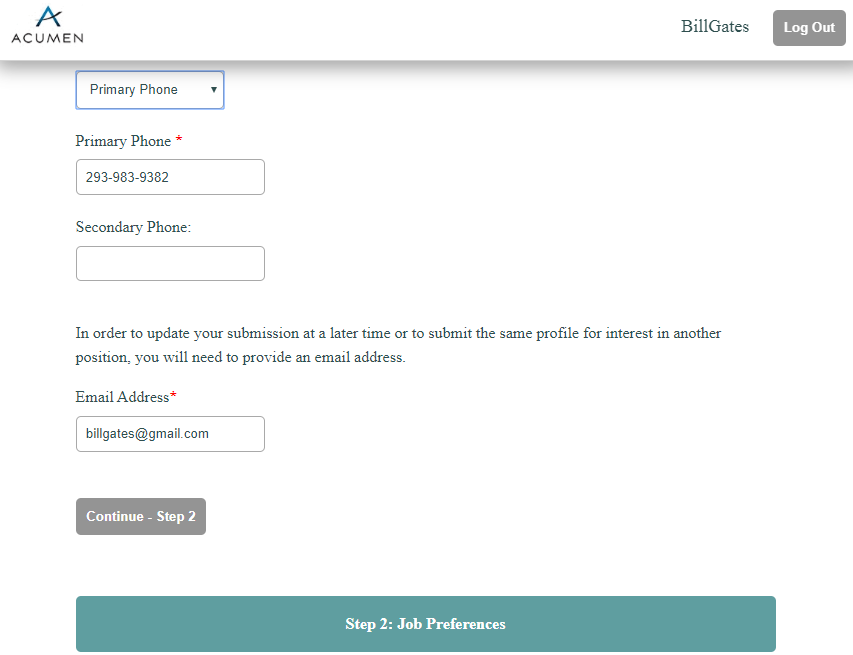 ACUMEN
BillGates
Log Out
Primary Phone
Primary Phone *
293-983-9382
Secondary Phone:
In order to update your submission at a later time or to submit the same profile for interest in another
position, you will need to provide an email address.
Email Address*
billgates@gmail.com
Continue - Step 2
Step 2: Job Preferences